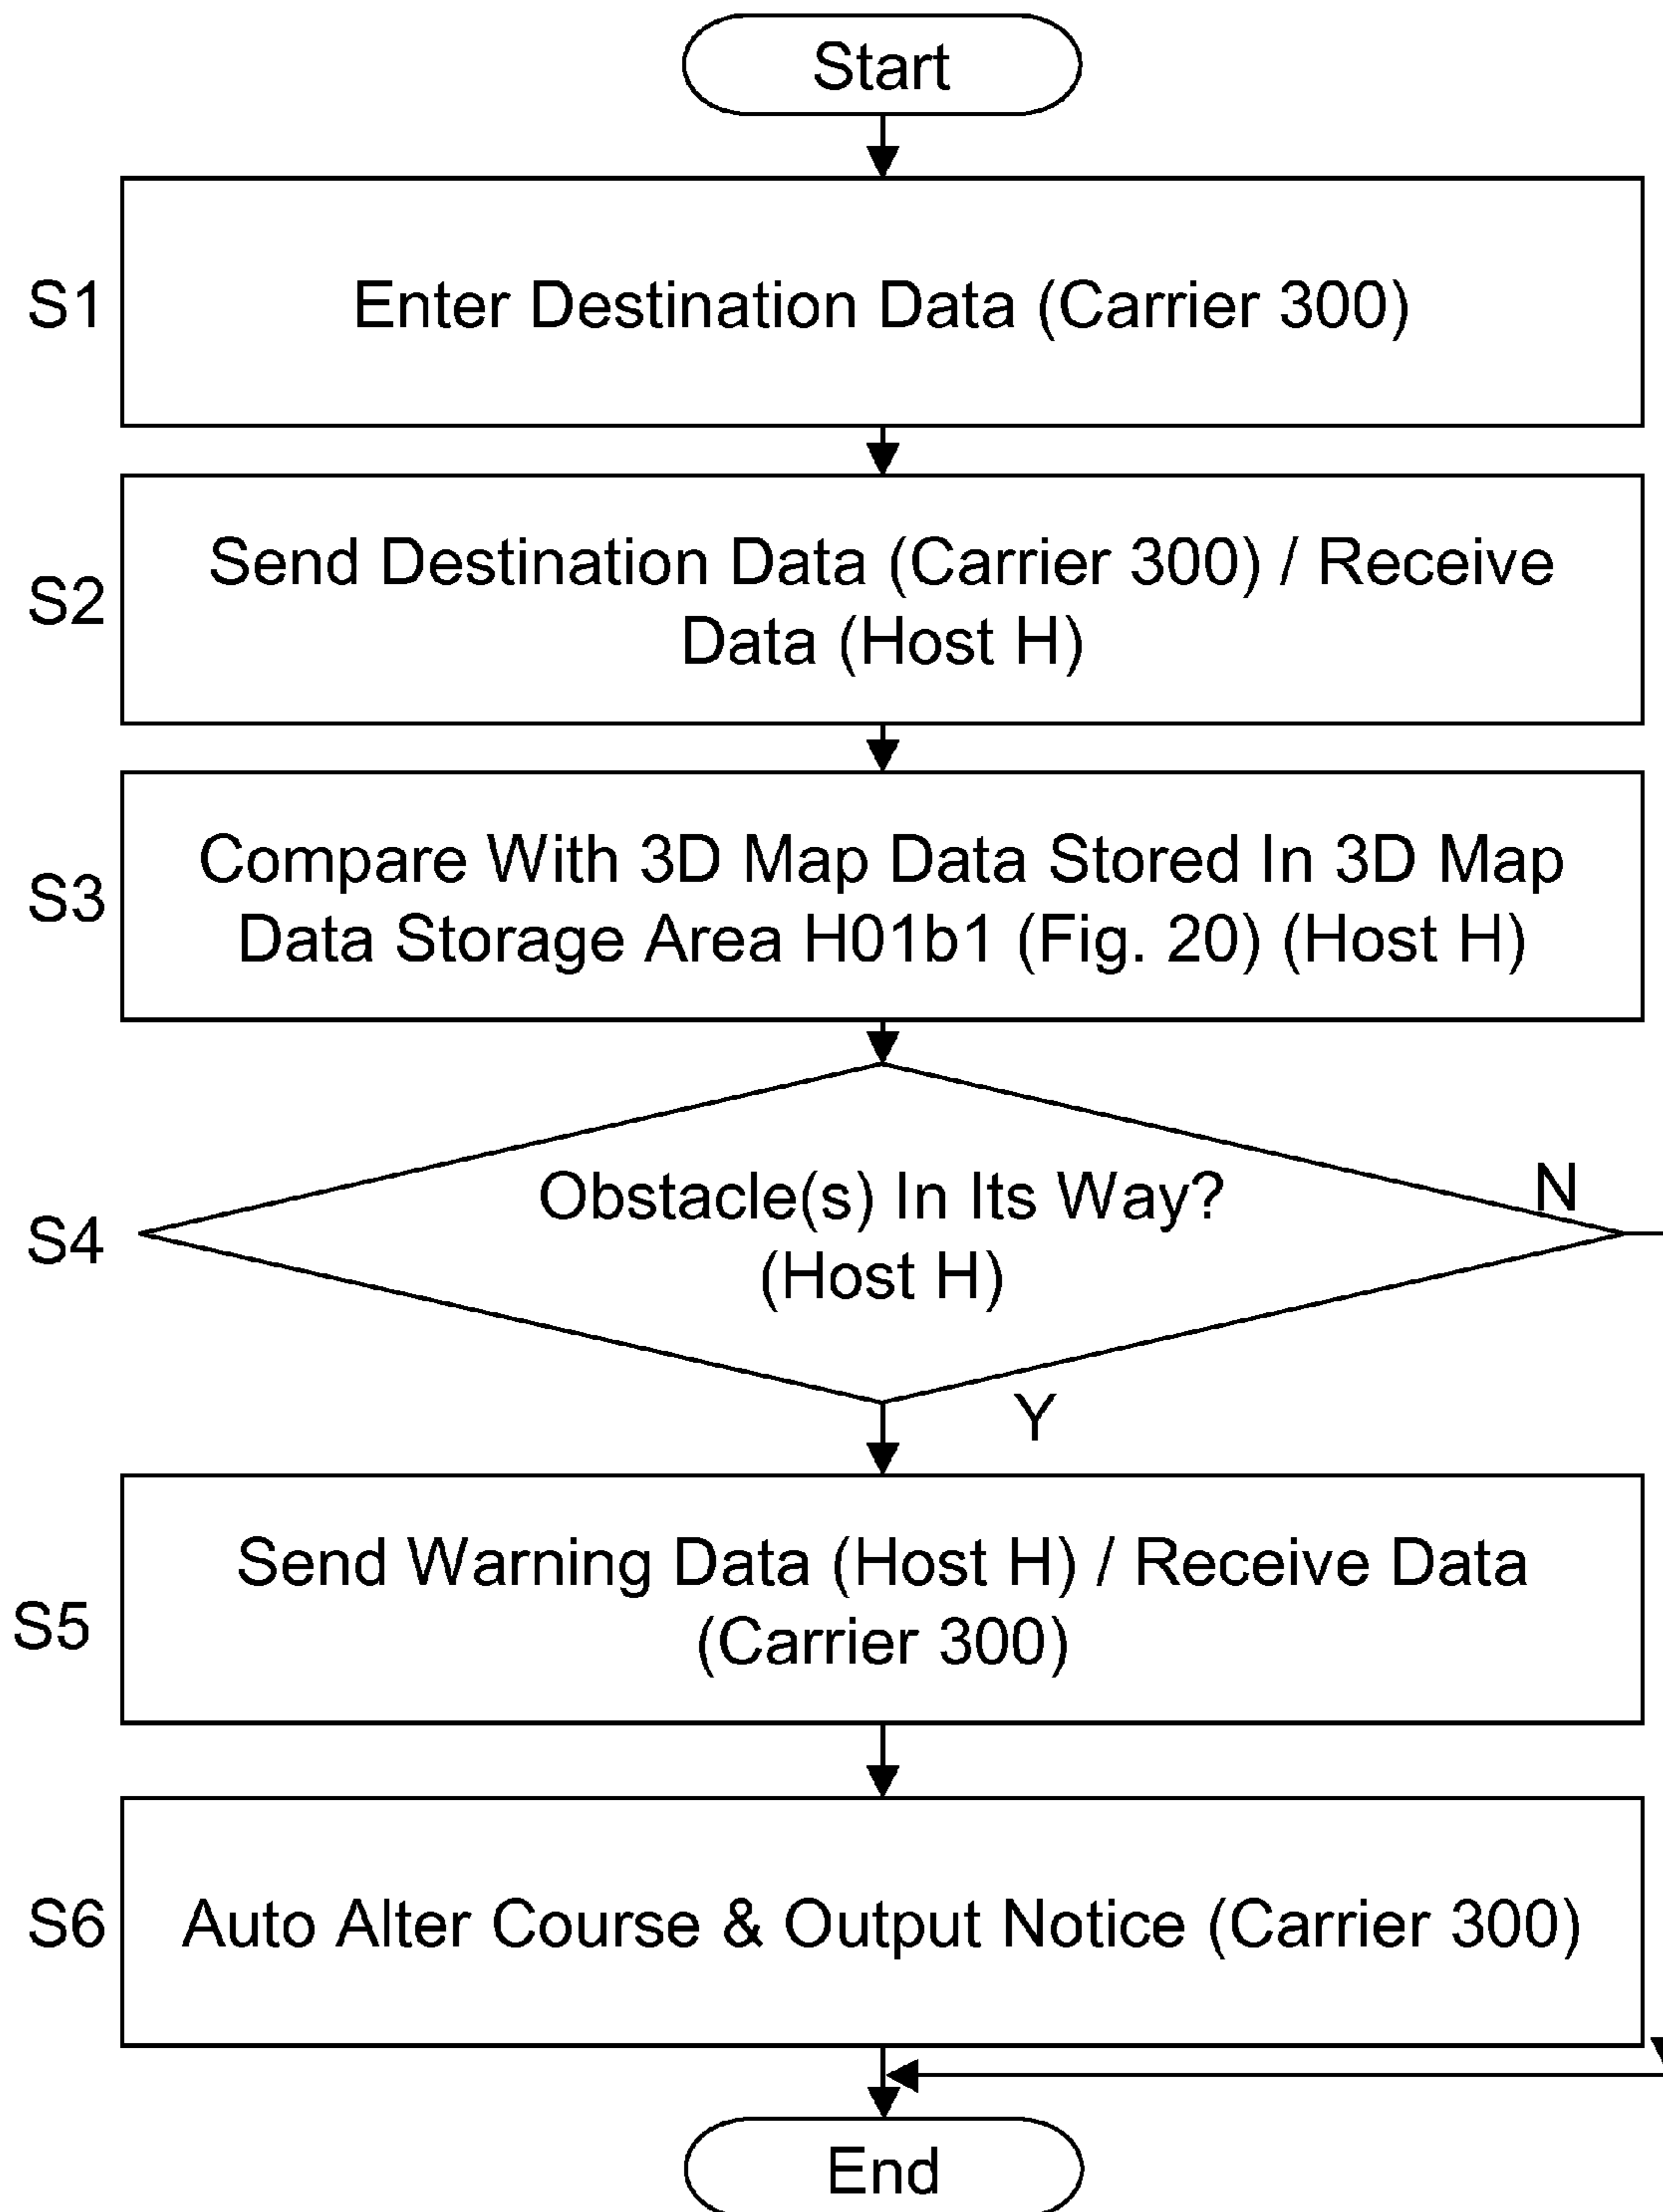 Start
S1
Enter Destination Data (Carrier 300)
S2
Send Destination Data (Carrier 300) / Receive
Data (Host H)
S3
Compare With 3D Map Data Stored In 3D Map
Data Storage Area H01b1 (Fig. 20) (Host H)
S4
Obstacle(s) In Its Way?
(Host H)
N
Y
S5
Send Warning Data (Host H) / Receive Data
(Carrier 300)
S6
Auto Alter Course & Output Notice (Carrier 300)
End